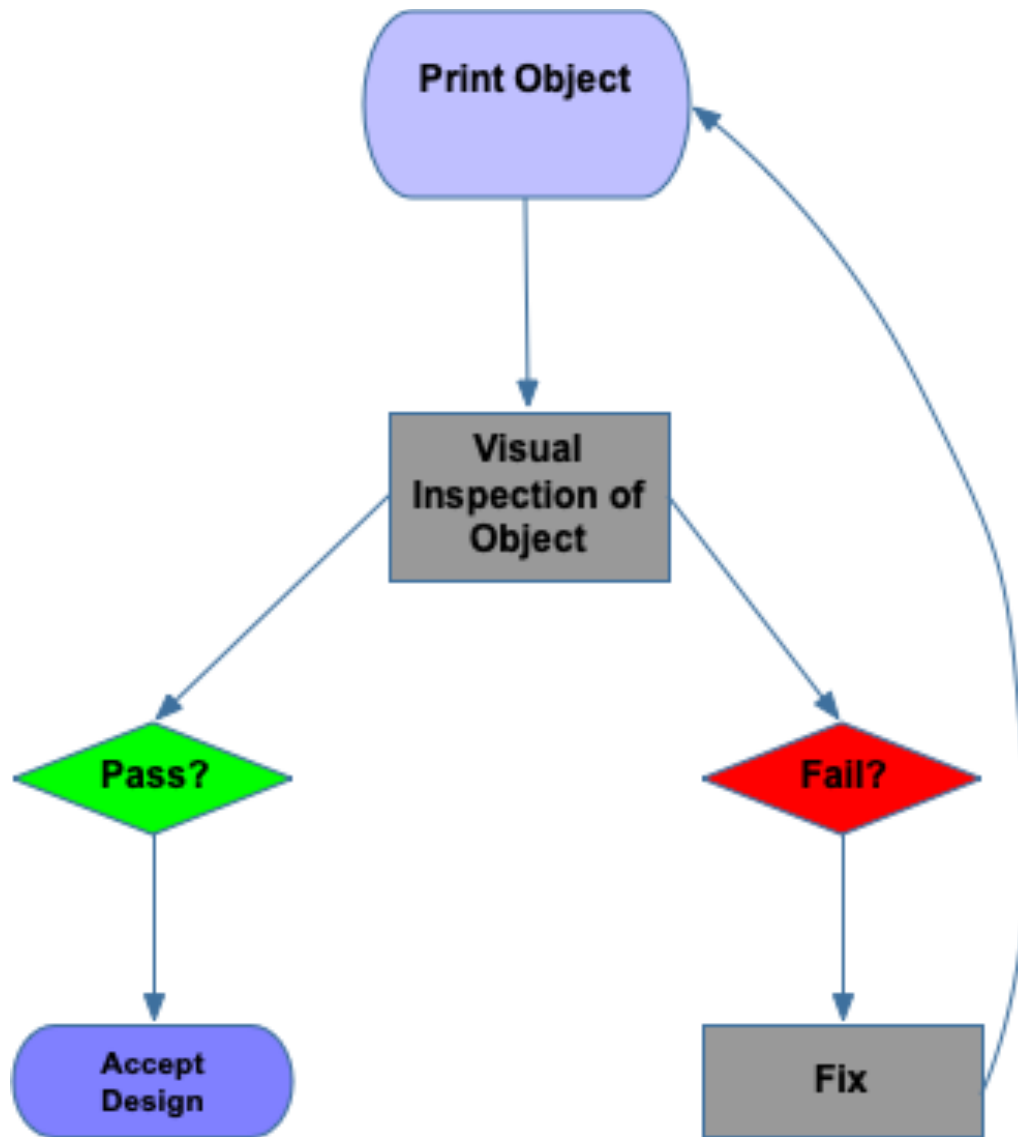 Print Object
Visual
Inspection of
Object
Pass?
Fail?
Accept
Design
Fix